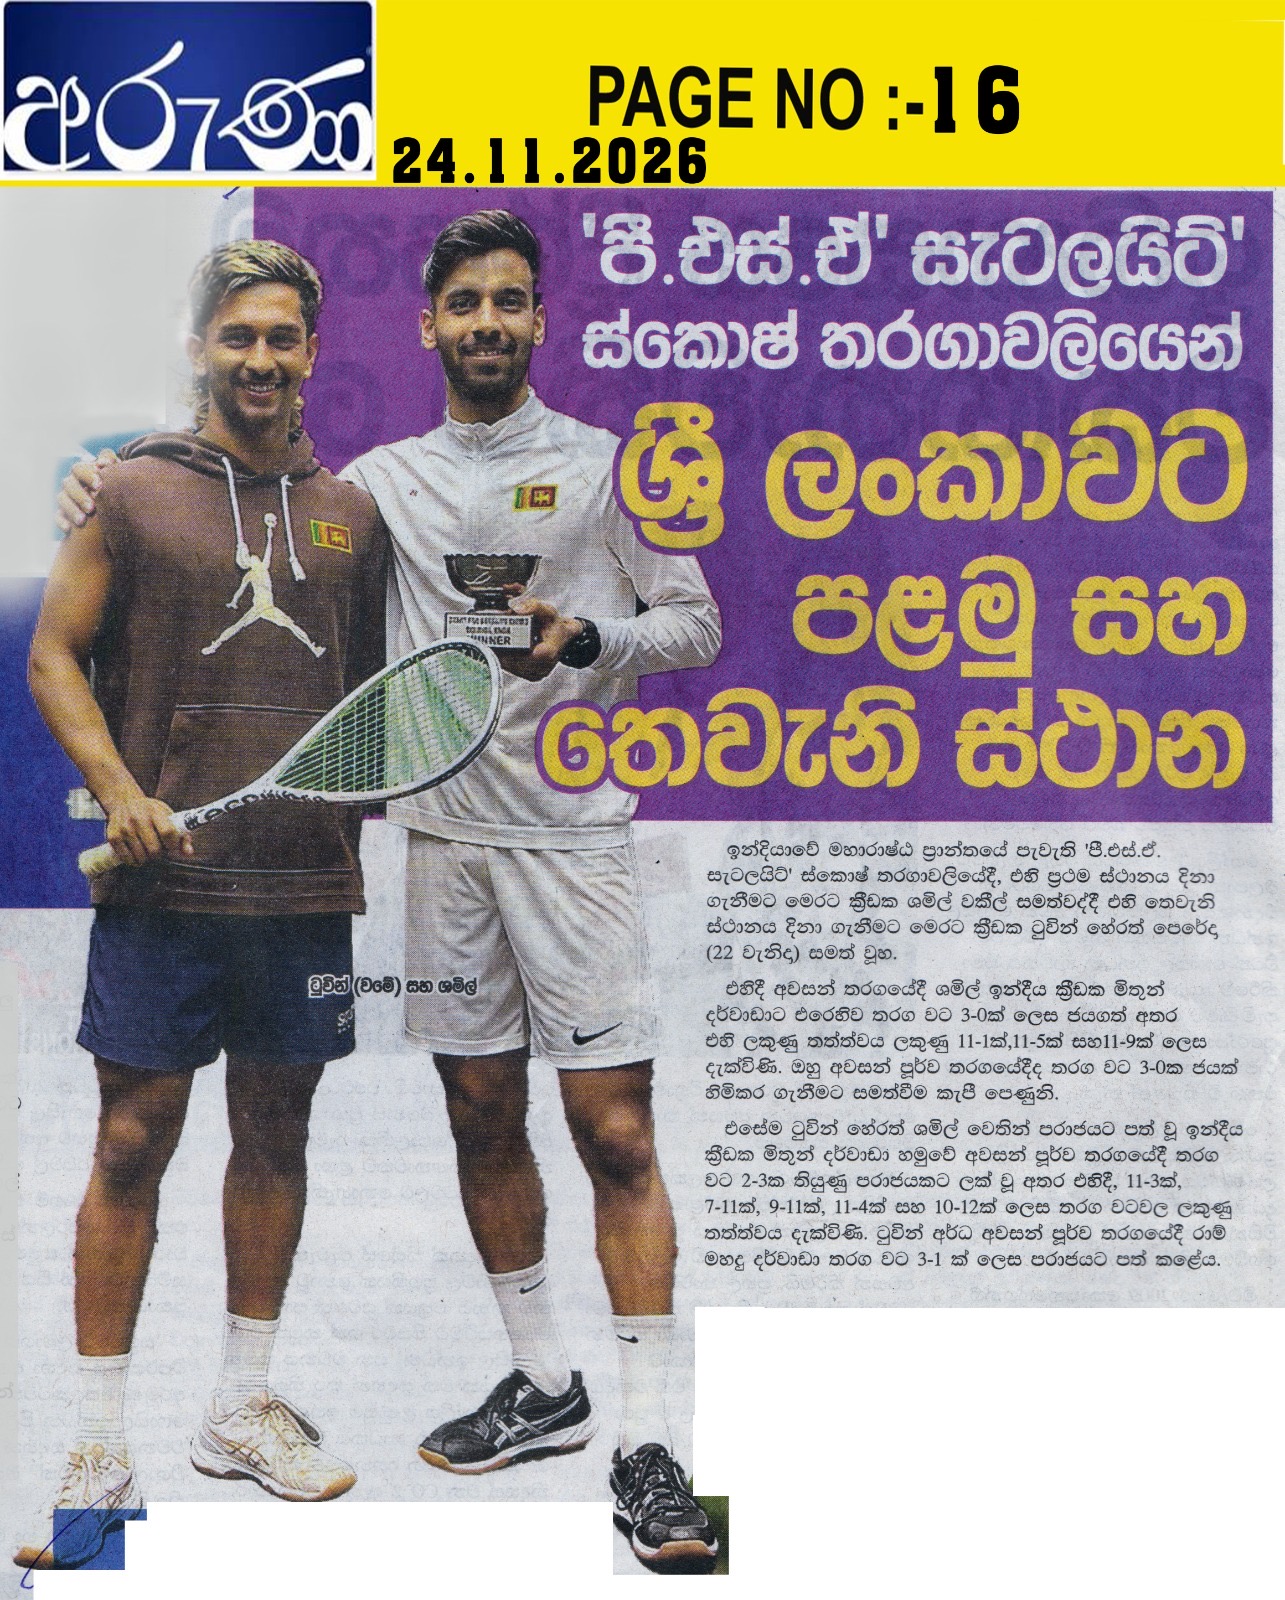 අරුණ
PAGE NO :-16
24.11.2026
'පී.එස්.ඒ' සැටලයිට්'
ස්කොෂ් තරගාවලියෙන්
ශ්‍රී ලංකාවට
පළමු සහ
තෙවැනි ස්ථාන
WINNER
ටුවින් (වමේ) සහ ශමිල්
ඉන්දියාවේ මහාරාෂ්ඨ ප්‍රාන්තයේ පැවැති 'පී.එස්.ඒ.
සැටලයිට්' ස්කොෂ් තරගාවලියේදී, එහි ප්‍රථම ස්ථානය දිනා
ගැනීමට මෙරට ක්‍රීඩක ශමිල් වකීල් සමත්වද්දී එහි තෙවැනි
ස්ථානය දිනා ගැනීමට මෙරට ක්‍රීඩක ටුවින් හේරත් පෙරේදා
(22 වැනිදා) සමත් වූහ.
එහිදී අවසන් තරගයේදී ශමිල් ඉන්දීය ක්‍රීඩක මිතුන්
දර්වාඩාට එරෙහිව තරග වට 3-0ක් ලෙස ජයගත් අතර
එහි ලකුණු තත්ත්වය ලකුණු 11-1ක්,11-5ක් සහ11-9ක් ලෙස
දැක්විණි. ඔහු අවසන් පූර්ව තරගයේදීද තරග වට 3-0ක ජයක්
හිමිකර ගැනීමට සමත්වීම කැපී පෙණුනි.
එසේම ටුවින් හේරත් ශමිල් වෙතින් පරාජයට පත් වූ ඉන්දීය
ක්‍රීඩක මිතුන් දර්වාඩා හමුවේ අවසන් පූර්ව තරගයේදී තරග
වට 2-3ක තියුණු පරාජයකට ලක් වූ අතර එහිදී, 11-3ක්,
7-11ක්, 9-11ක්, 11-4ක් සහ 10-12ක් ලෙස තරග වටවල ලකුණු
තත්ත්වය දැක්විණි. ටුවින් අර්ධ අවසන් පූර්ව තරගයේදී රාම්
මහදු දර්වාඩා තරග වට 3-1 ක් ලෙස පරාජයට පත් කළේය.